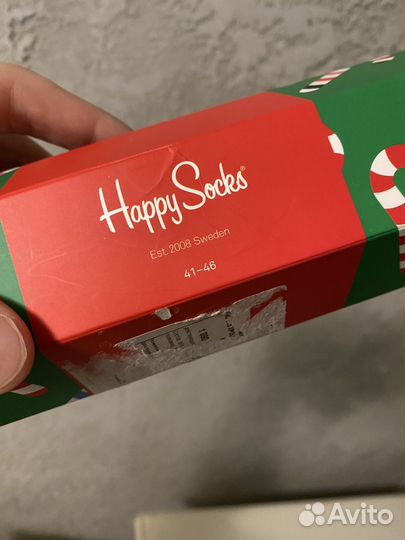 Happy Socks®
Est. 2008 Sweden
41–46
Avito